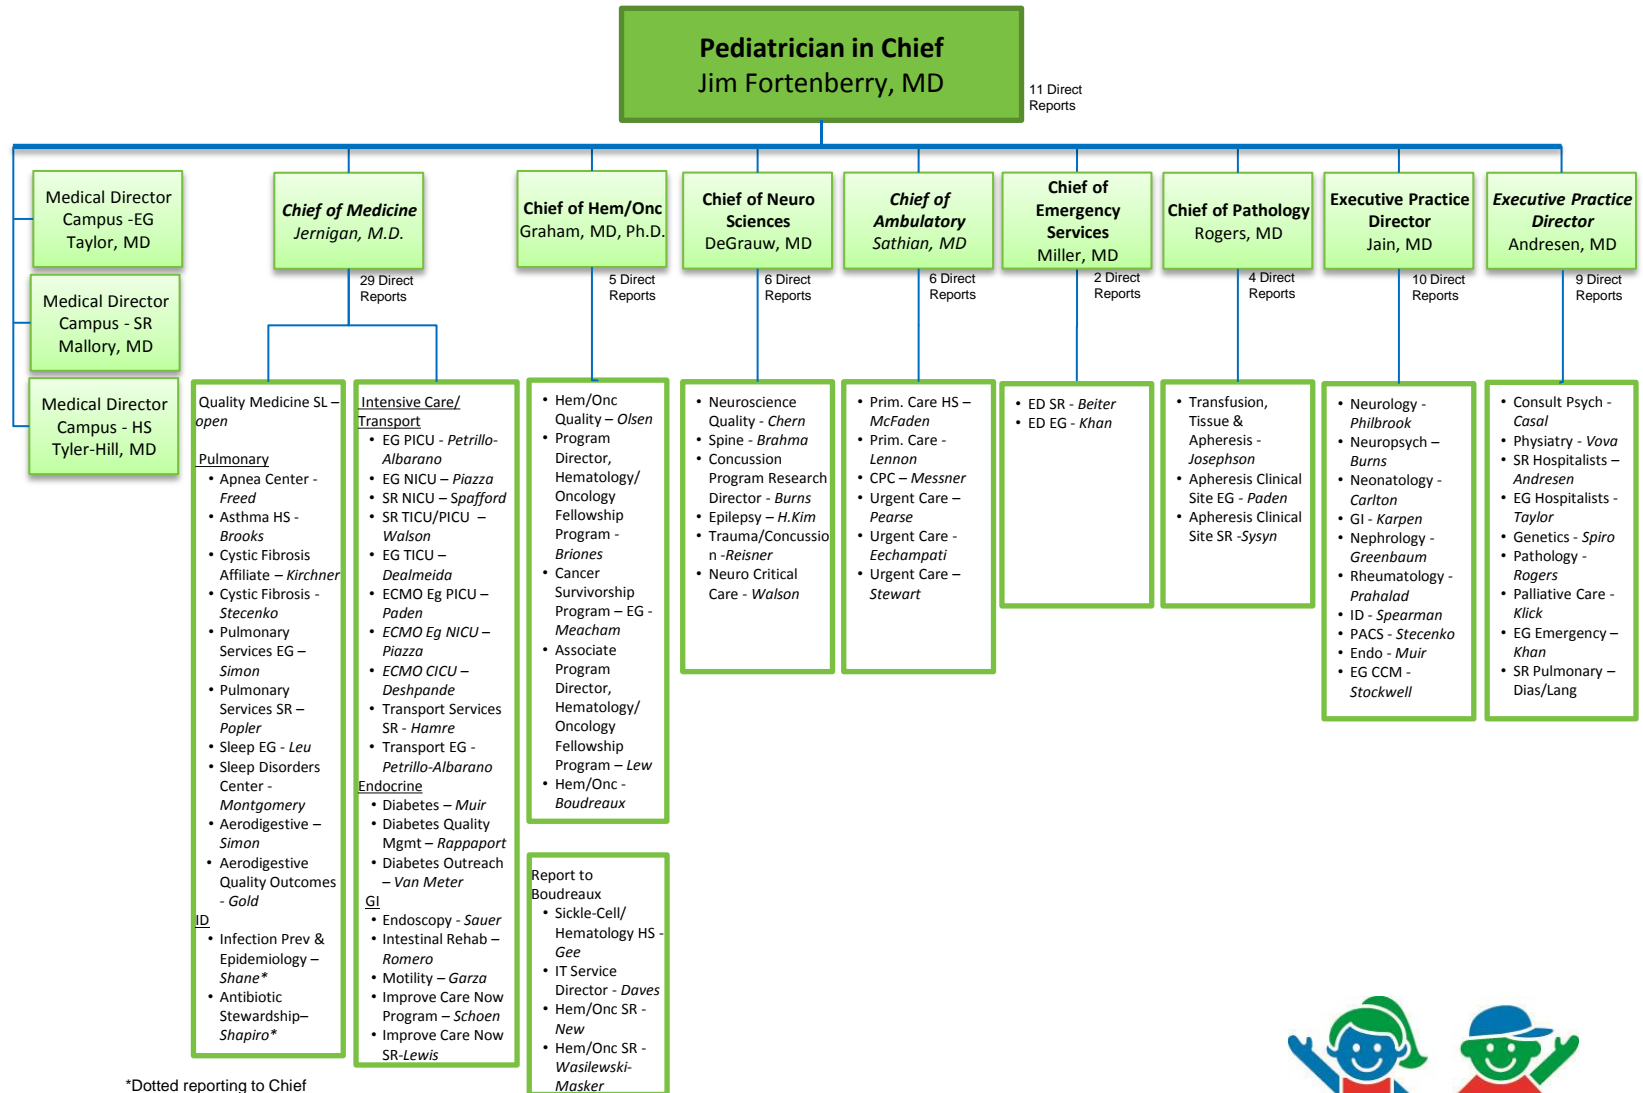 Pediatrician in Chief
Jim Fortenberry, MD
11 Direct
Reports
Medical Director
Campus -EG
Taylor, MD
Medical Director
Campus - SR
Mallory, MD
Medical Director
Campus - HS
Tyler-Hill, MD
Chief of Medicine
Jernigan, M.D.
29 Direct
Reports
Chief of Hem/Onc
Graham, MD, Ph.D.
5 Direct
Reports
Chief of Neuro
Sciences
DeGrauw, MD
6 Direct
Reports
Chief of
Ambulatory
Sathian, MD
6 Direct
Reports
Chief of
Emergency
Services
Miller, MD
2 Direct
Reports
Chief of Pathology
Rogers, MD
4 Direct
Reports
Executive Practice
Director
Jain, MD
10 Direct
Reports
Executive Practice
Director
Andresen, MD
9 Direct
Reports
Quality Medicine SL –
open
Pulmonary
• Apnea Center -
Freed
• Asthma HS -
Brooks
• Cystic Fibrosis
Affiliate – Kirchner
• Cystic Fibrosis -
Stecenko
• Pulmonary
Services EG –
Simon
• Pulmonary
Services SR –
Popler
• Sleep EG - Leu
• Sleep Disorders
Center -
Montgomery
• Aerodigestive –
Simon
• Aerodigestive
Quality Outcomes
- Gold
ID
• Infection Prev &
Epidemiology –
Shane*
• Antibiotic
Stewardship–
Shapiro*
*Dotted reporting to Chief
Intensive Care/
Transport
• EG PICU - Petrillo-
Albarano
• EG NICU – Piazza
• SR NICU – Spafford
• SR TICU/PICU –
Walson
• EG TICU –
Dealmeida
• ECMO Eg PICU –
Paden
• ECMO Eg NICU –
Piazza
• ECMO CICU –
Deshpande
• Transport Services
SR - Hamre
• Transport EG -
Petrillo-Albarano
Endocrine
• Diabetes – Muir
• Diabetes Quality
Mgmt – Rappaport
• Diabetes Outreach
– Van Meter
GI
• Endoscopy - Sauer
• Intestinal Rehab –
Romero
• Motility – Garza
• Improve Care Now
Program – Schoen
• Improve Care Now
SR-Lewis
• Hem/Onc
Quality – Olsen
• Program
Director,
Hematology/
Oncology
Fellowship
Program -
Briones
• Cancer
Survivorship
Program – EG -
Meacham
• Associate
Program
Director,
Hematology/
Oncology
Fellowship
Program – Lew
• Hem/Onc -
Boudreaux
Report to
Boudreaux
• Sickle-Cell/
Hematology HS -
Gee
• IT Service
Director - Daves
• Hem/Onc SR -
New
• Hem/Onc SR -
Wasilewski-
Masker
• Neuroscience
Quality - Chern
• Spine - Brahma
• Concussion
Program Research
Director - Burns
• Epilepsy – H.Kim
• Trauma/Concussio
n -Reisner
• Neuro Critical
Care - Walson
• Prim. Care HS –
McFaden
• Prim. Care -
Lennon
• CPC – Messner
• Urgent Care –
Pearse
• Urgent Care -
Eechampati
• Urgent Care –
Stewart
• ED SR - Beiter
• ED EG - Khan
• Transfusion,
Tissue &
Apheresis -
Josephson
• Apheresis Clinical
Site EG - Paden
• Apheresis Clinical
Site SR -Sysyn
• Neurology -
Philbrook
• Neuropsych –
Burns
• Neonatology -
Carlton
• GI - Karpen
• Nephrology -
Greenbaum
• Rheumatology -
Prahalad
• ID - Spearman
• PACS - Stecenko
• Endo - Muir
• EG CCM -
Stockwell
• Consult Psych -
Casal
• Physiatry - Vova
• SR Hospitalists –
Andresen
• EG Hospitalists -
Taylor
• Genetics - Spiro
• Pathology -
Rogers
• Palliative Care -
Klick
• EG Emergency –
Khan
• SR Pulmonary –
Dias/Lang